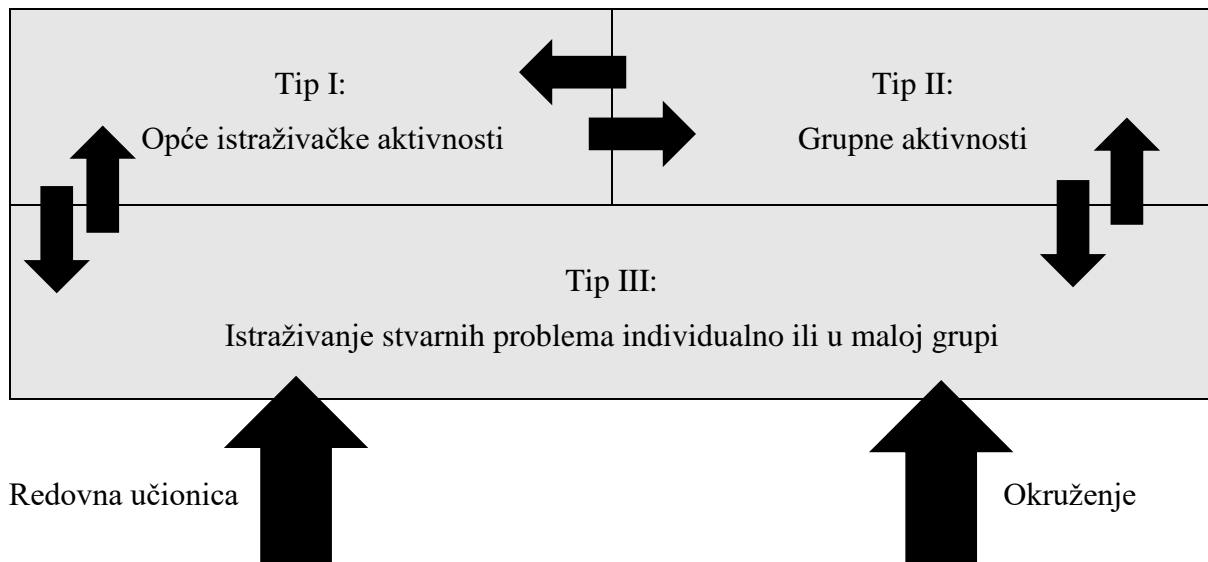 Tip I:
Opće istraživačke aktivnosti
Tip II:
Grupne aktivnosti
Tip III:
Istraživanje stvarnih problema individualno ili u maloj grupi
Redovna učionica
Okruženje